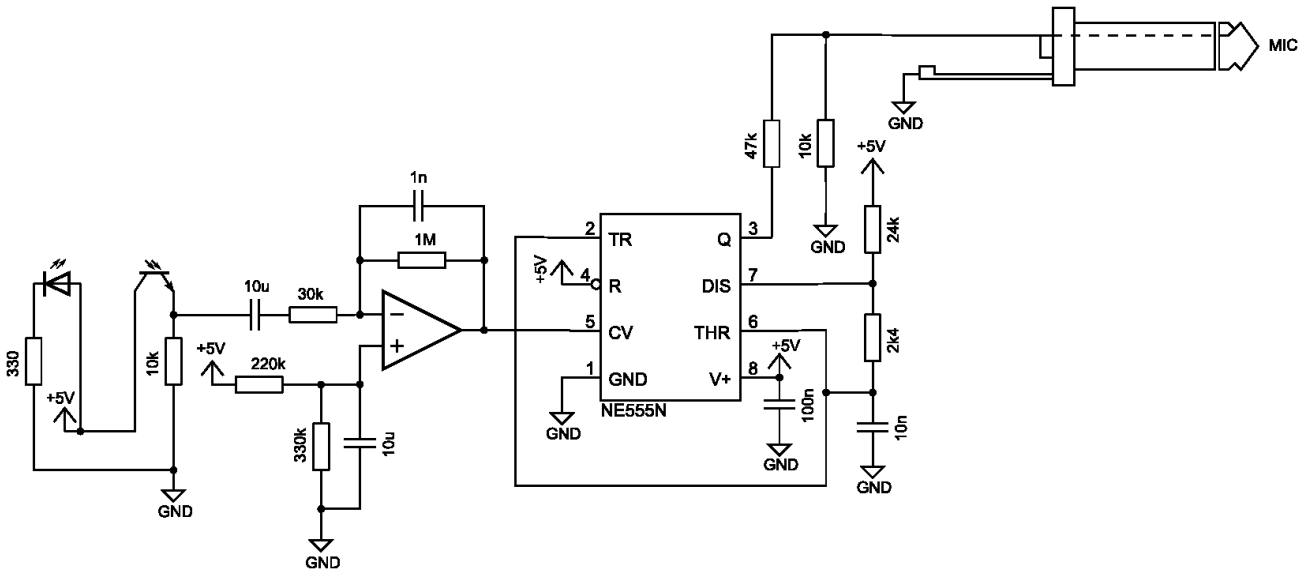 MIC
GND
47k
10k
+5V
GND
24k
1n
1M
2 TR
Q 3
+5V
4 R
DIS 7
5 CV
THR 6
1 GND
V+ 8
NE555N
GND
+5V
100n
GND
2k4
10n
GND
10u
30k
−
+
330
+5V
10k
GND
+5V
220k
330k
10u
GND